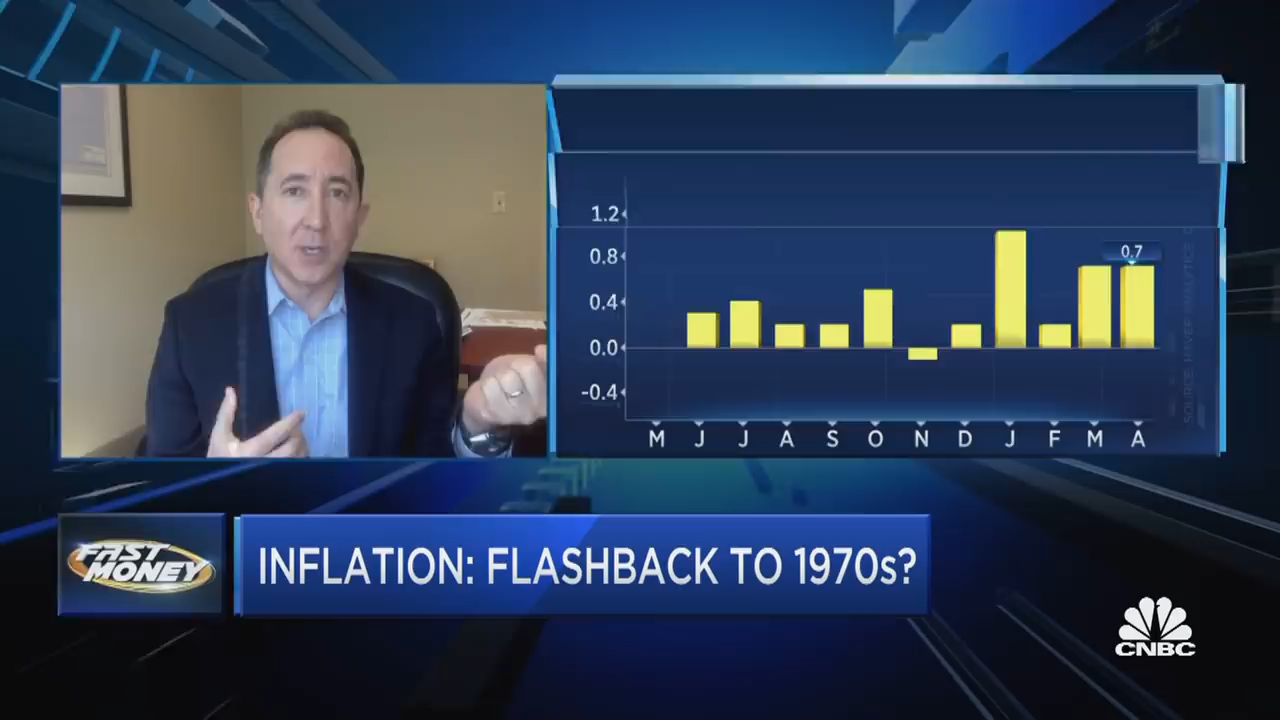 1.2
0.8
0.4
0.0
-0.4
0.7
M J J A S O N D J F M A
FAST
MONEY
INFLATION: FLASHBACK TO 1970s?
CNBC